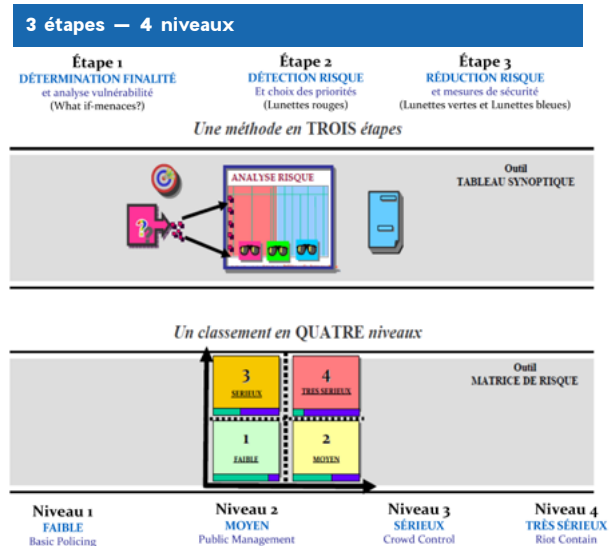 3 étapes — 4 niveaux
Étape 1
DÉTERMINATION FINALITÉ
et analyse vulnérabilité
(What if-menaces?)
Étape 2
DÉTECTION RISQUE
Et choix des priorités
(Lunettes rouges)
Étape 3
RÉDUCTION RISQUE
et mesures de sécurité
(Lunettes vertes et Lunettes bleues)
Une méthode en TROIS étapes
Outil
TABLEAU SYNOPTIQUE
ANALYSE RISQUE
?
Un classement en QUATRE niveaux
Outil
MATRICE DE RISQUE
3
SERIEUX
4
TRES SERIEUX
1
FAIBLE
2
MOYEN
Niveau 1
FAIBLE
Basic Policing
Niveau 2
MOYEN
Public Management
Niveau 3
SÉRIEUX
Crowd Control
Niveau 4
TRÈS SÉRIEUX
Riot Contain